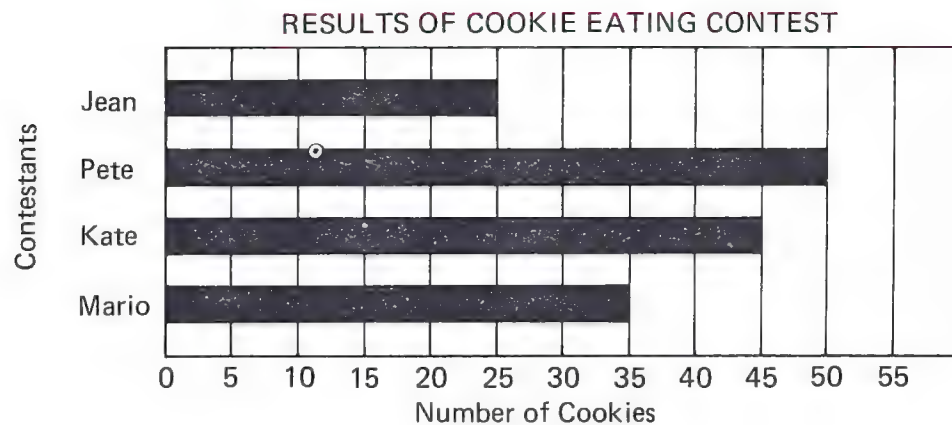 RESULTS OF COOKIE EATING CONTEST
Contestants
Jean
Pete
Kate
Mario
0 5 10 15 20 25 30 35 40 45 50 55
Number of Cookies